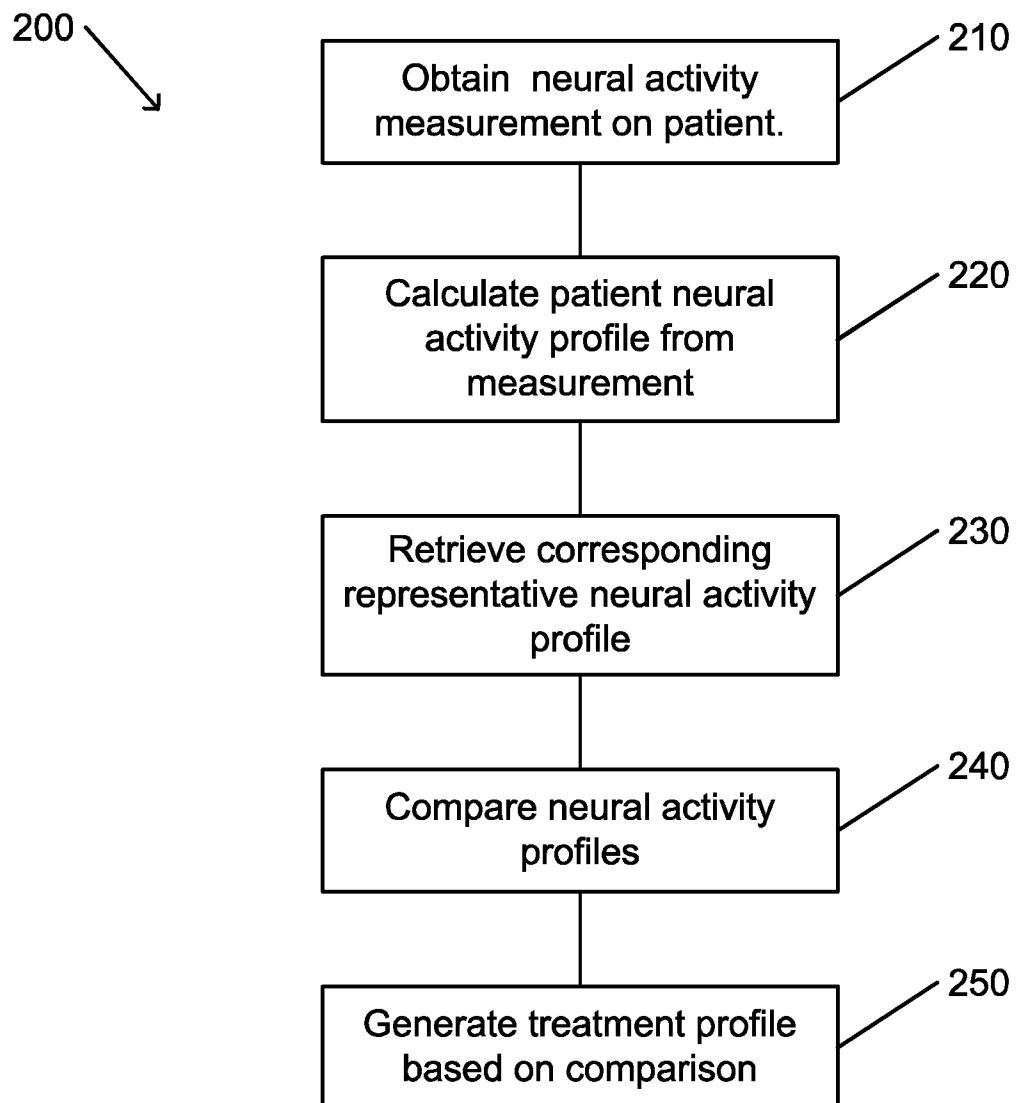 200
210
Obtain neural activity
measurement on patient.
220
Calculate patient neural
activity profile from
measurement
230
Retrieve corresponding
representative neural activity
profile
240
Compare neural activity
profiles
250
Generate treatment profile
based on comparison